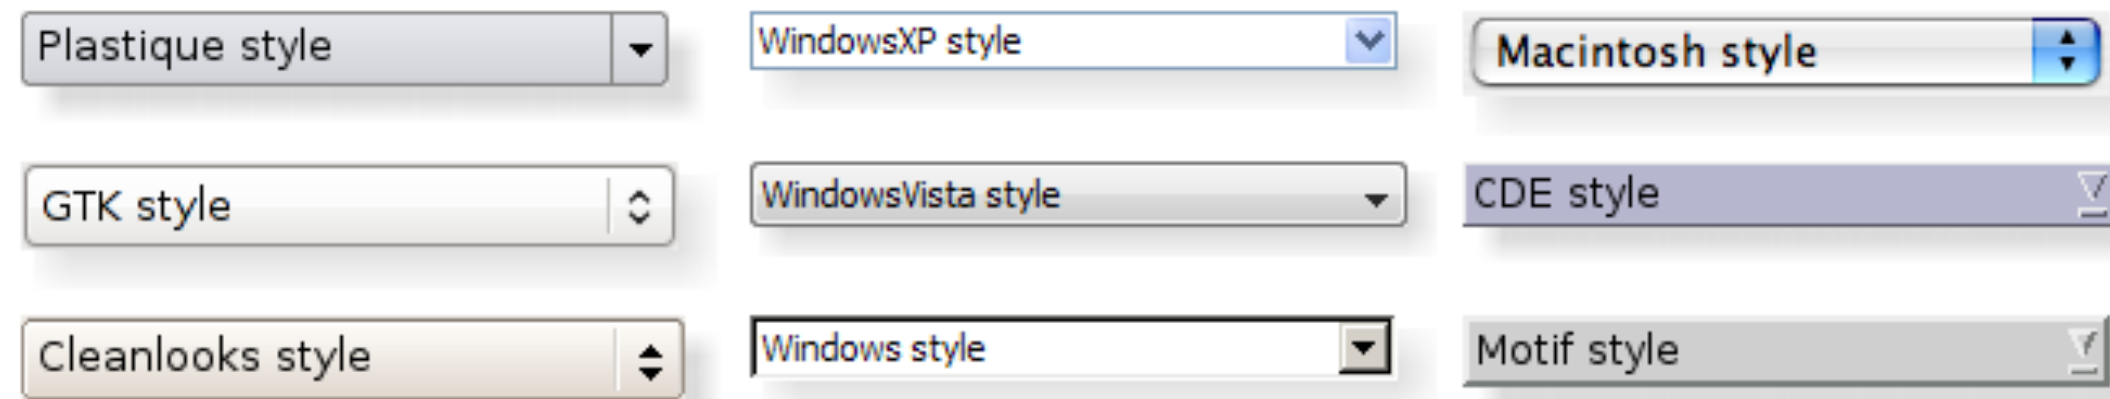 Plastique style
WindowsXP style
Macintosh style
GTK style
WindowsVista style
CDE style
Cleanlooks style
Windows style
Motif style